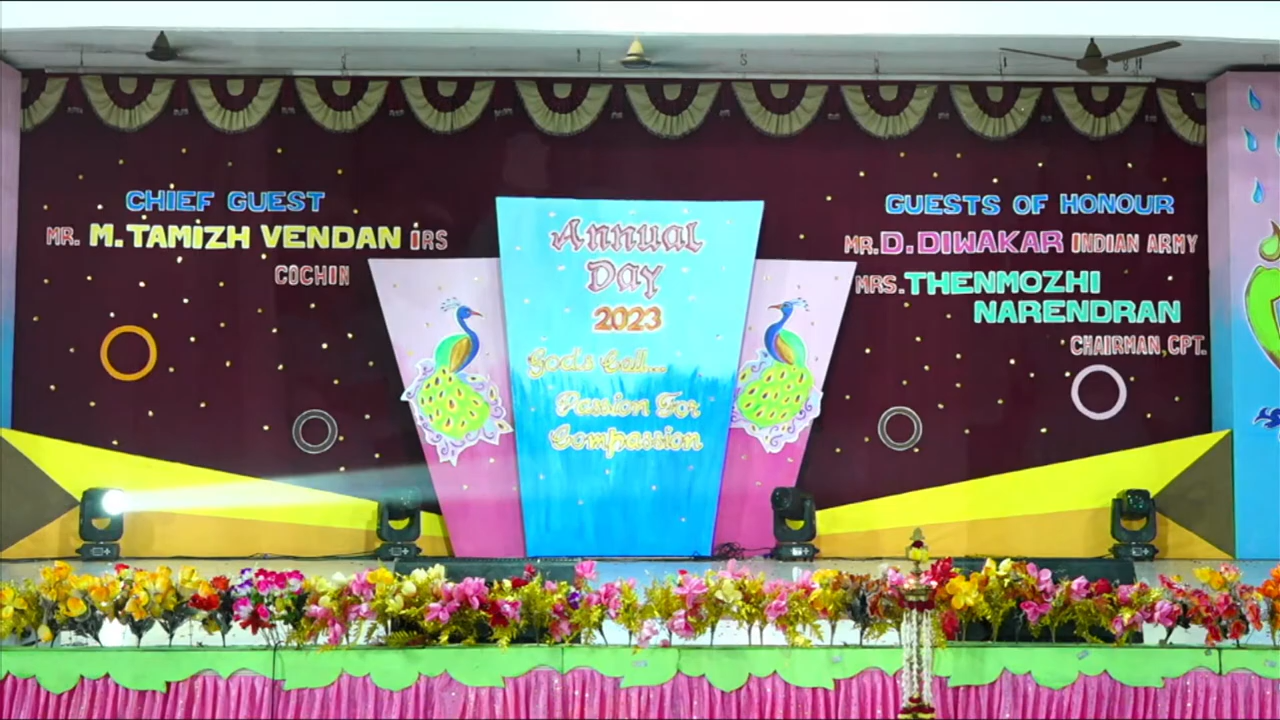 CHIEF GUEST
MR. M. TAMIZH VENDAN IRS
COCHIN
Annual
Day
2023
God's Call...
Passion For
Compassion
GUESTS OF HONOUR
MR. D. DIWAKAR INDIAN ARMY
MRS. THENMOZHI
NARENDRAN
CHAIRMAN, CPT.